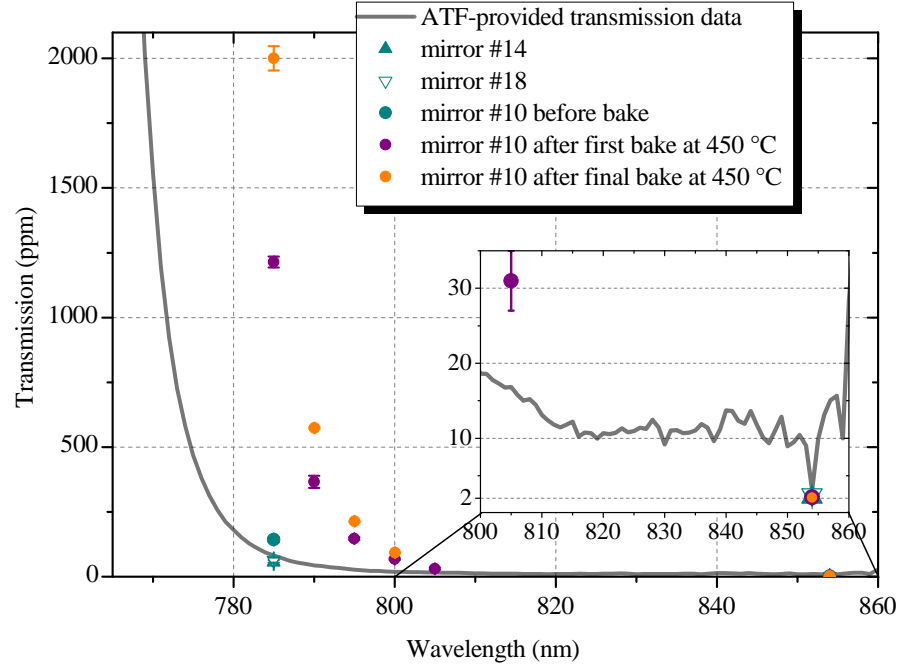 ATF-provided transmission data
mirror #14
mirror #18
mirror #10 before bake
mirror #10 after first bake at 450 °C
mirror #10 after final bake at 450 °C
2000
1500
1000
500
0
Transmission (ppm)
780
800
820
840
860
Wavelength (nm)
30
20
10
2
800
810
820
830
840
850
860